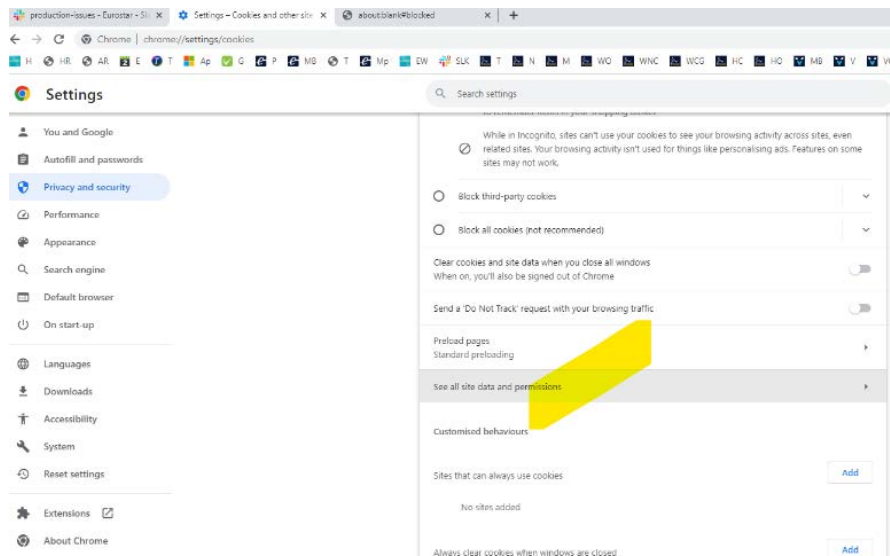 production-issues - Eurostar - Sl
Settings - Cookies and other site
about:blank#blocked
Chrome | chrome://settings/cookies
H HR AR E T Ap G P MB T Mp EW SLK T N M WO WNC WCG HC HO MB V
Settings
Search settings
You and Google
Autofill and passwords
Privacy and security
Performance
Appearance
Search engine
Default browser
On start-up
Languages
Downloads
Accessibility
System
Reset settings
Extensions
About Chrome
While in Incognito, sites can't use your cookies to see your browsing activity across sites, even
related sites. Your browsing activity isn't used for things like personalising ads. Features on some
sites may not work.
Block third-party cookies
Block all cookies (not recommended)
Clear cookies and site data when you close all windows
When on, you'll also be signed out of Chrome
Send a 'Do Not Track' request with your browsing traffic
Preload pages
Standard preloading
See all site data and permissions
Customised behaviours
Sites that can always use cookies
Add
No sites added
Always clear cookies when windows are closed
Add